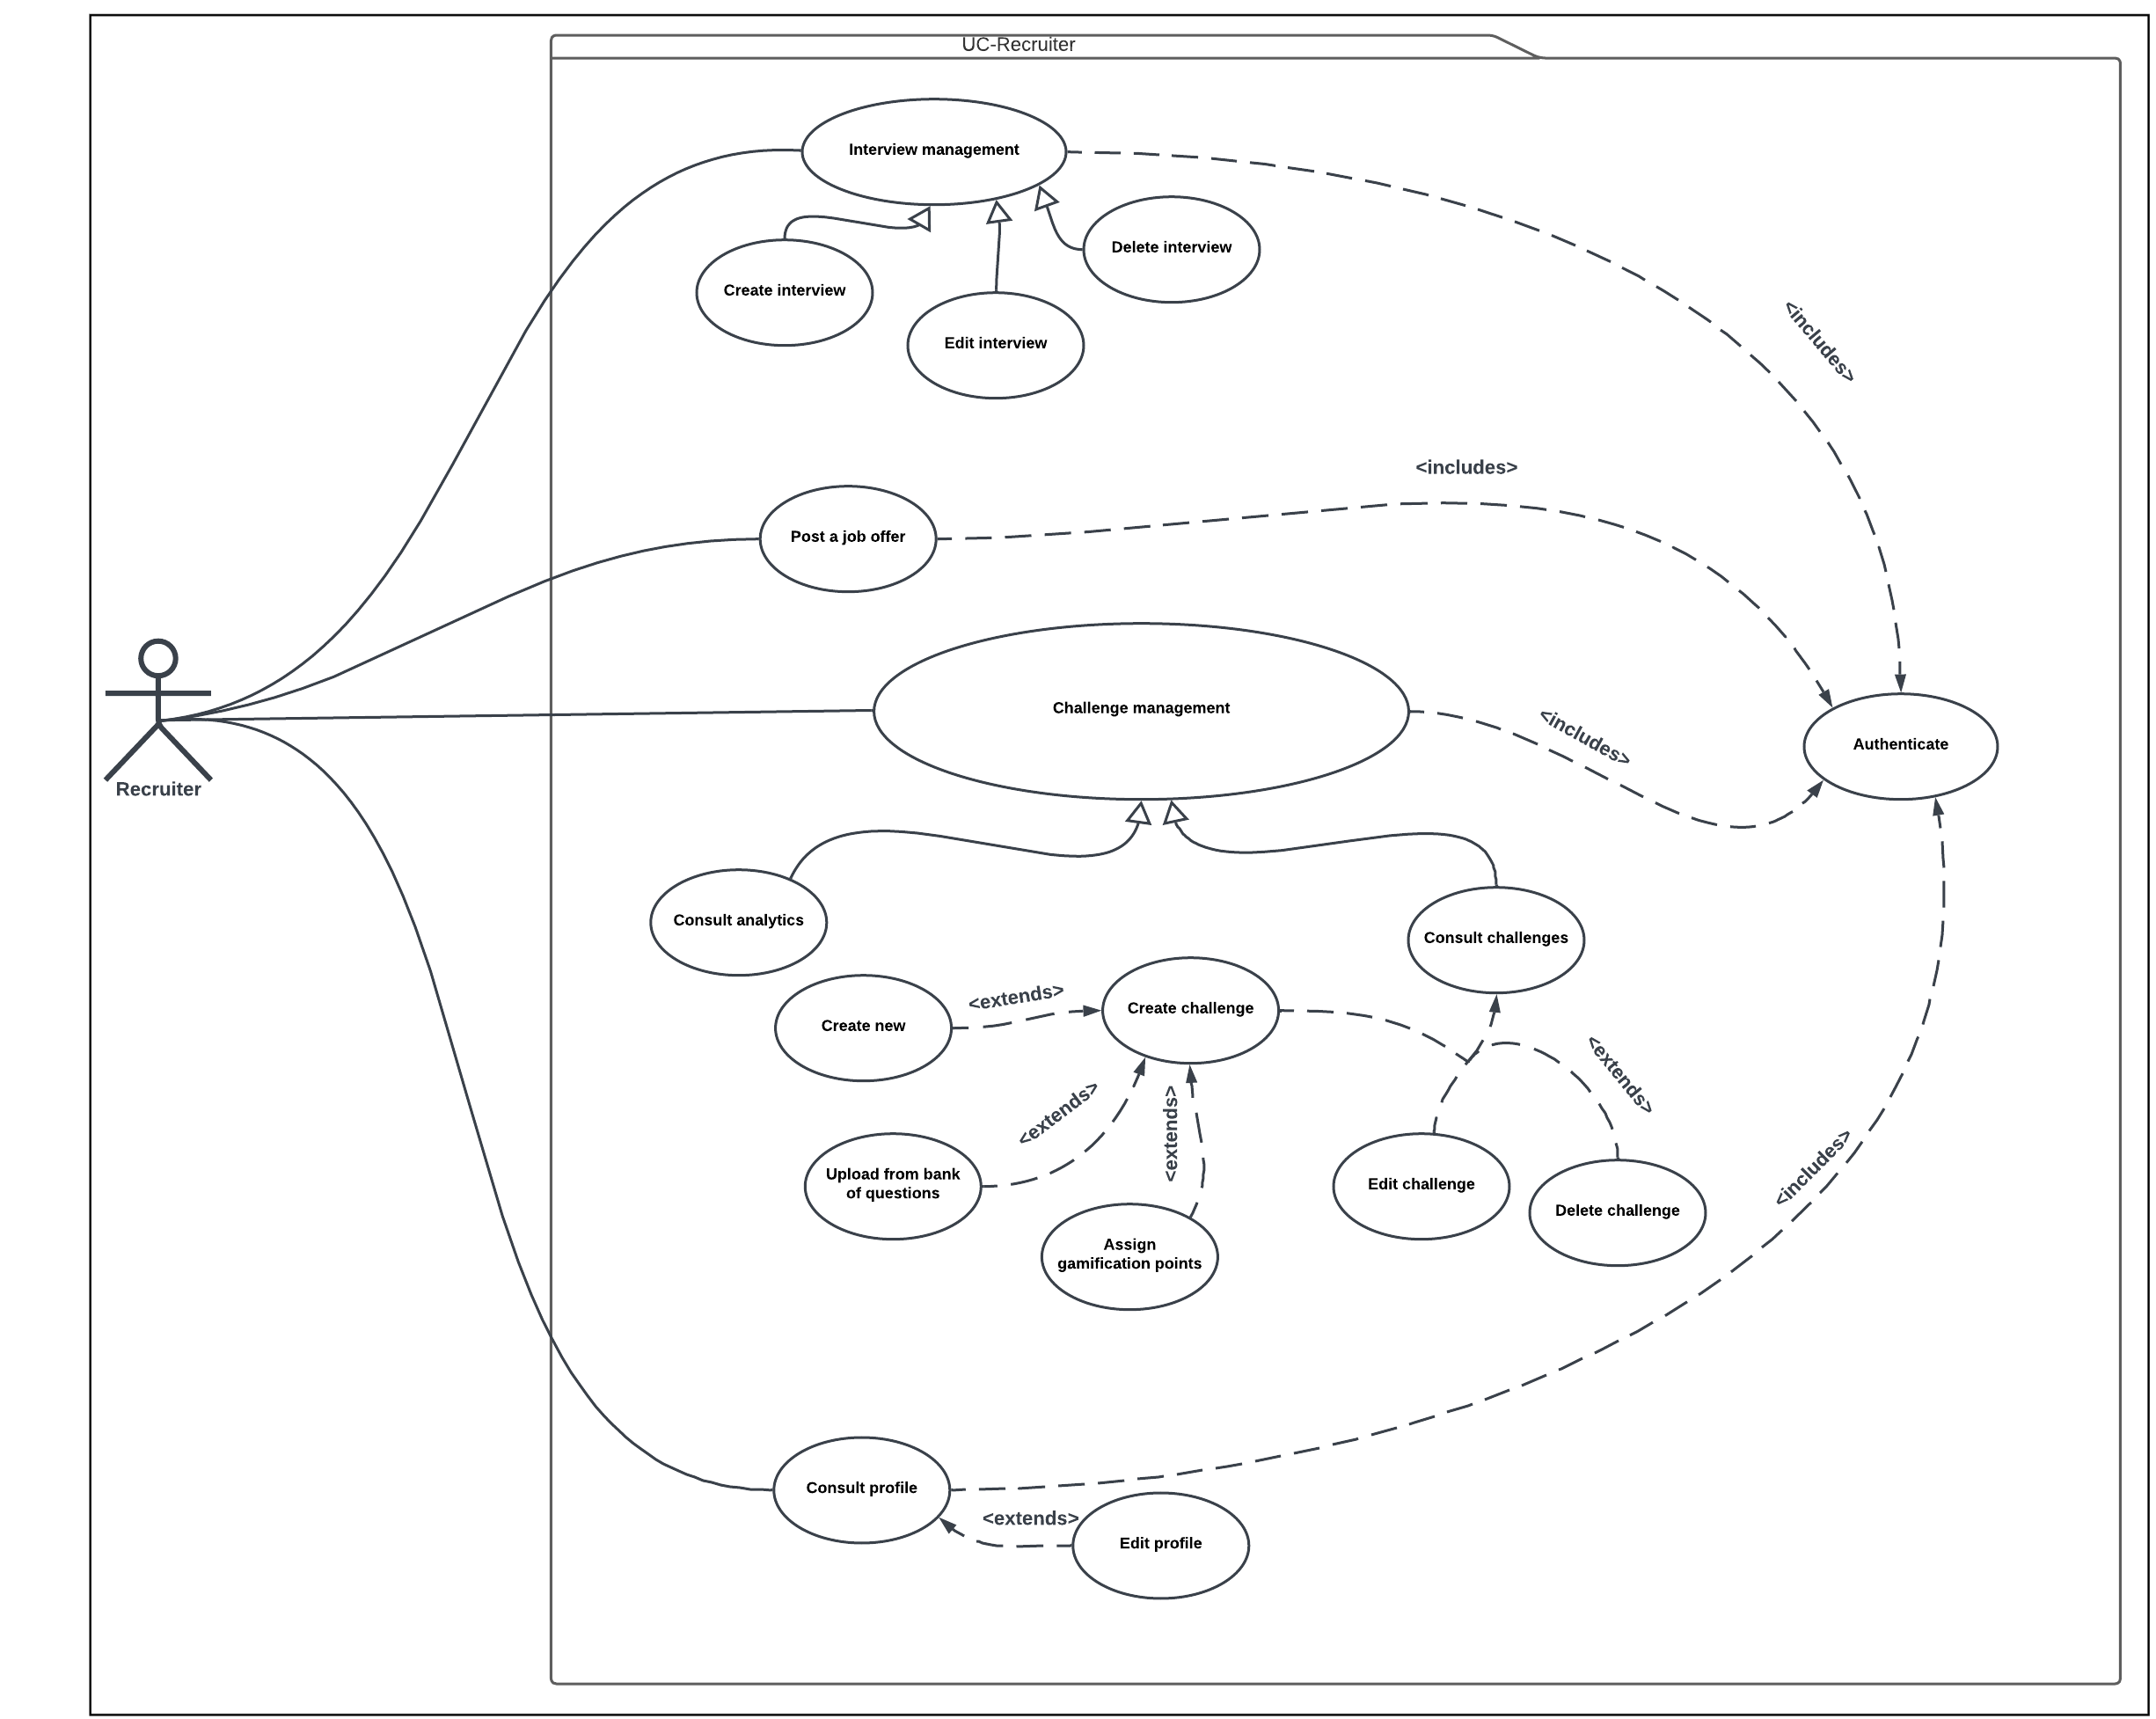 UC-Recruiter
Interview management
Delete interview
Create interview
Edit interview
<includes>
<includes>
Post a job offer
Challenge management
<includes>
Authenticate
Recruiter
Consult analytics
Consult challenges
<extends>
Create challenge
Create new
<extends>
<extends>
<extends>
Upload from bank
of questions
Edit challenge
<includes>
Delete challenge
Assign
gamification points
Consult profile
<extends>
Edit profile